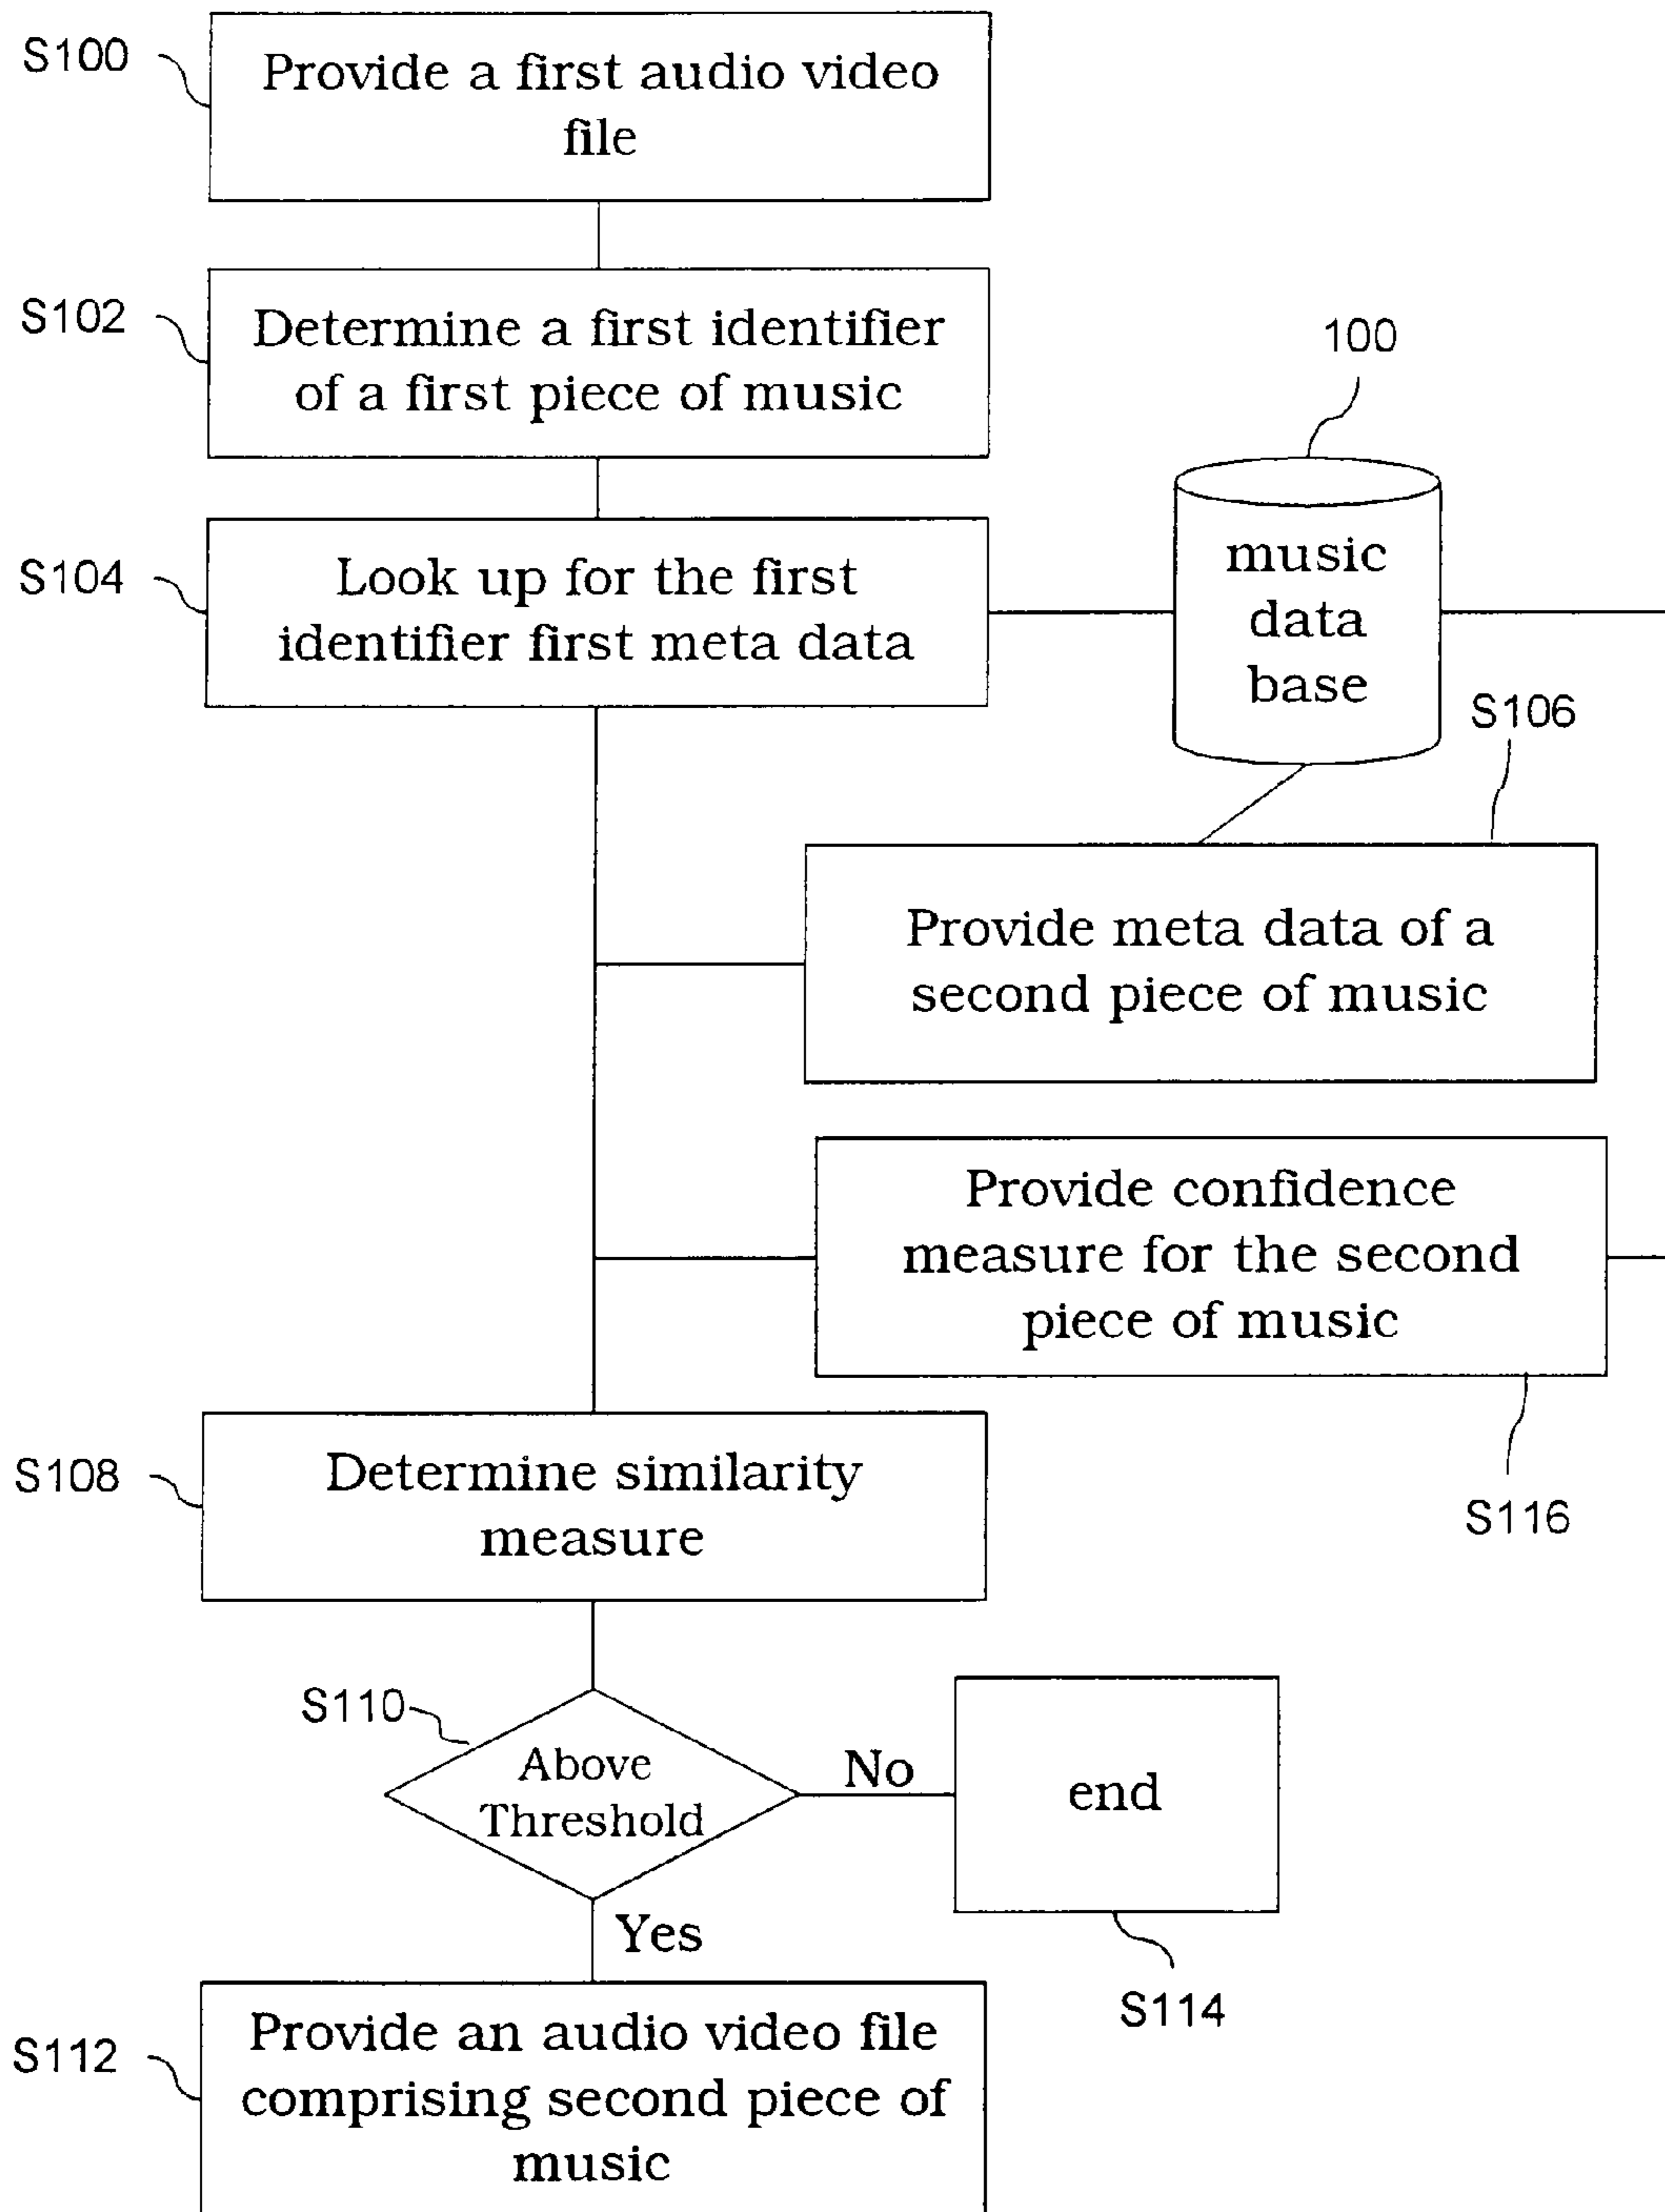 S100
Provide a first audio video
file
S102
Determine a first identifier
of a first piece of music
100
S104
Look up for the first
identifier first meta data
music
data
base
S106
Provide meta data of a
second piece of music
Provide confidence
measure for the second
piece of music
S116
S108
Determine similarity
measure
S110
Above
Threshold
No
end
S114
Yes
S112
Provide an audio video file
comprising second piece of
music